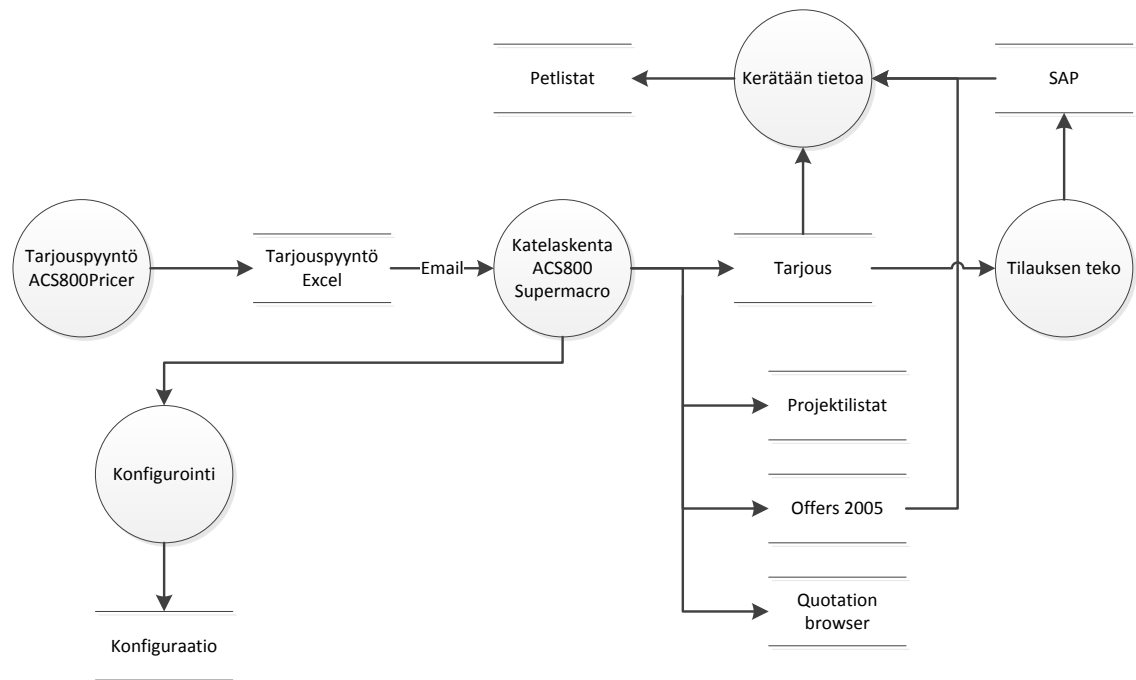 Petlistat
Kerätään tietoa
SAP
Tarjouspyyntö
ACS800Pricer
Tarjouspyyntö
Excel
Email
Katelaskenta
ACS800
Supermacro
Tarjous
Tilauksen teko
Projektilistat
Konfigurointi
Offers 2005
Quotation
browser
Konfiguraatio